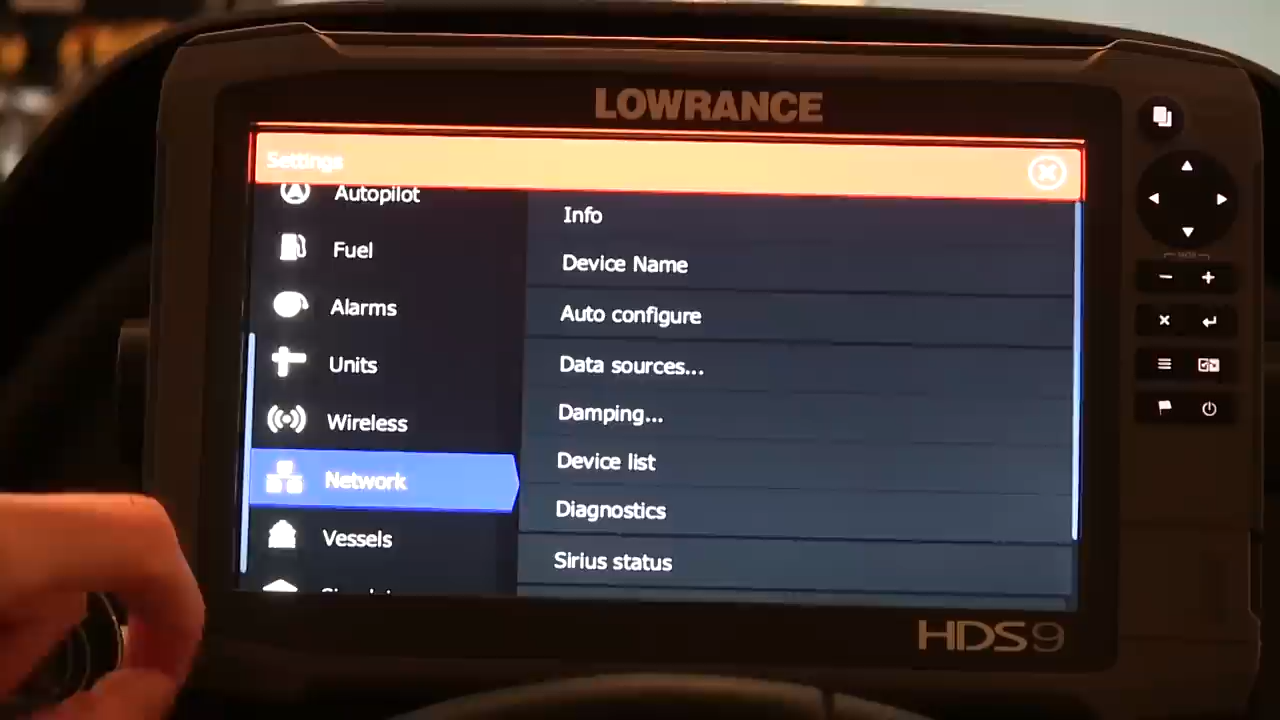 LOWRANCE
Settings
Autopilot
Fuel
Alarms
Units
Wireless
Network
Vessels
Info
Device Name
Auto configure
Data sources...
Damping...
Device list
Diagnostics
Sirius status
HDS9